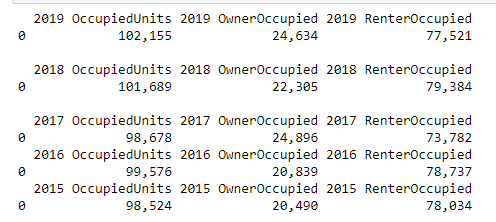 2019 OccupiedUnits 2019 OwnerOccupied 2019 RenterOccupied
0 102,155 24,634 77,521
2018 OccupiedUnits 2018 OwnerOccupied 2018 RenterOccupied
0 101,689 22,305 79,384
2017 OccupiedUnits 2017 OwnerOccupied 2017 RenterOccupied
0 98,678 24,896 73,782
2016 OccupiedUnits 2016 OwnerOccupied 2016 RenterOccupied
0 99,576 20,839 78,737
2015 OccupiedUnits 2015 OwnerOccupied 2015 RenterOccupied
0 98,524 20,490 78,034